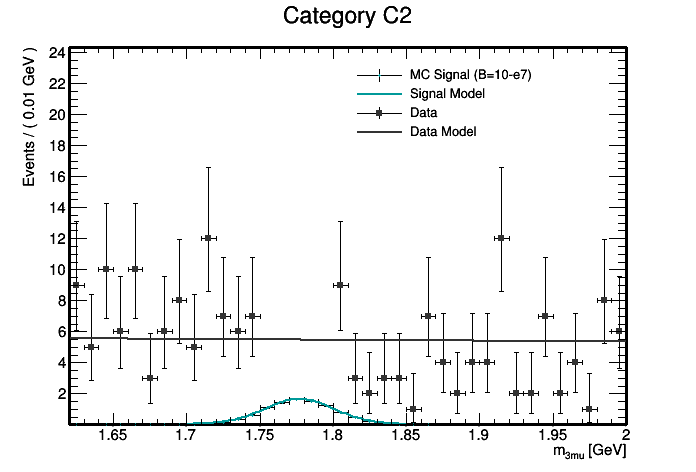 Category C2
Events / ( 0.01 GeV )
24
22
20
18
16
14
12
10
8
6
4
2
MC Signal (B=10-e7)
Signal Model
Data
Data Model
1.65 1.7 1.75 1.8 1.85 1.9 1.95 2
m3mu [GeV]